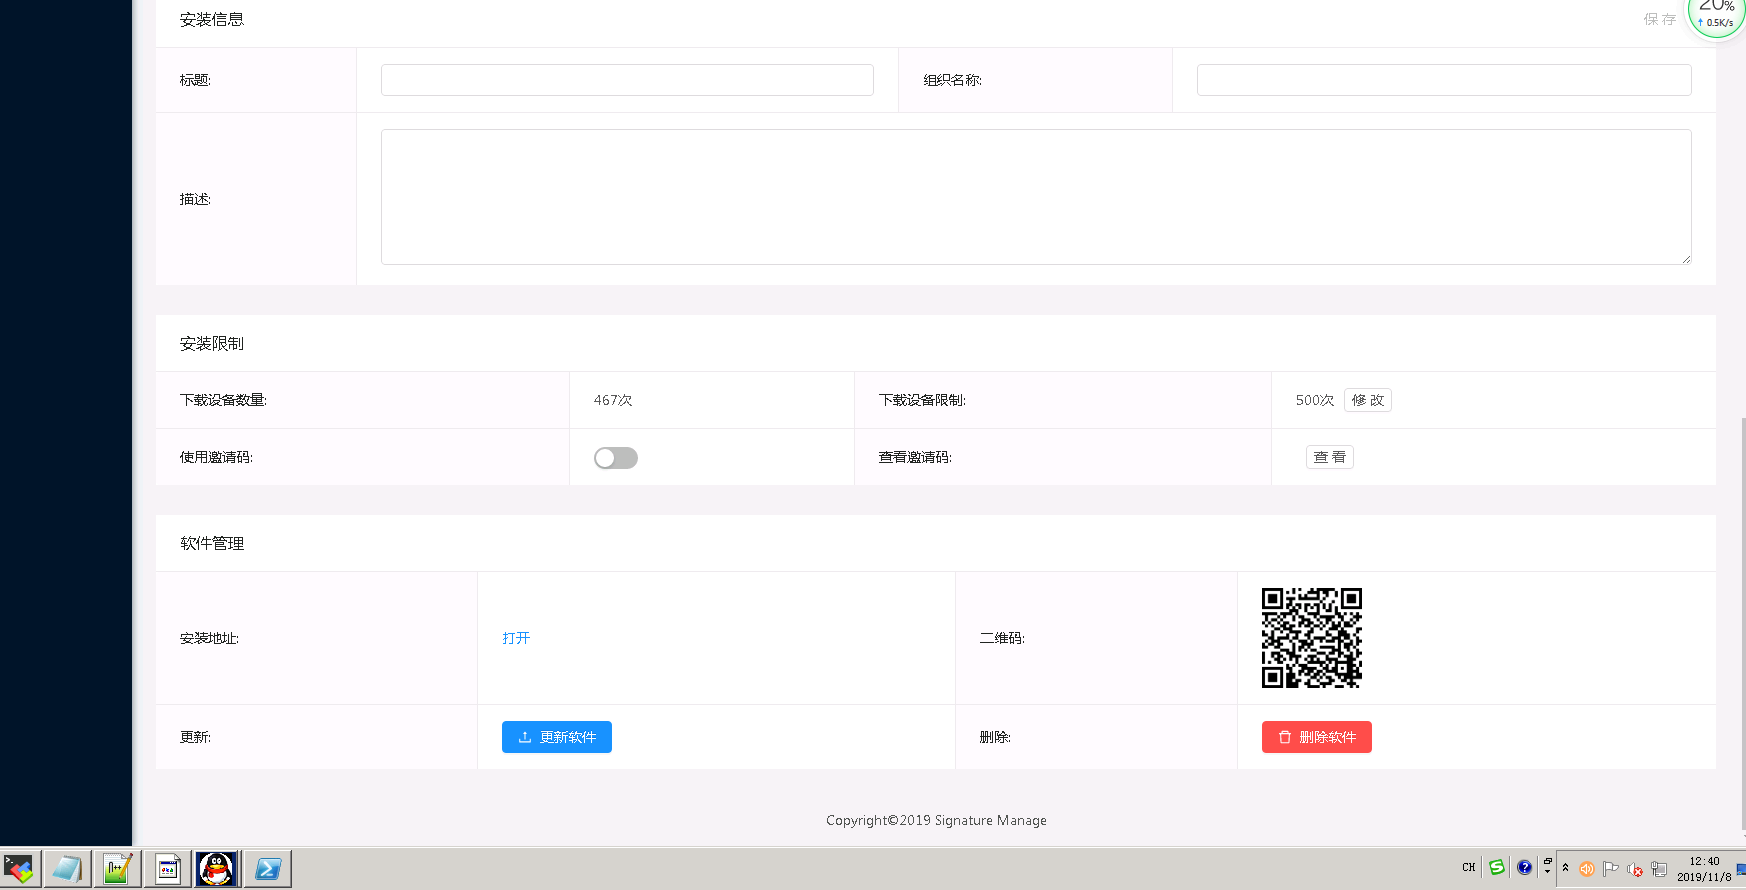 安装信息
保 存
20%
↑ 0.5K/s
标题:
组织名称:
描述:
安装限制
下载设备数量:
467次
下载设备限制:
500次
修 改
使用邀请码:
查看邀请码:
查 看
软件管理
安装地址:
打开
二维码:
更新:
更新软件
删除:
删除软件
Copyright©2019 Signature Manage
CH
12:40
2019/11/8